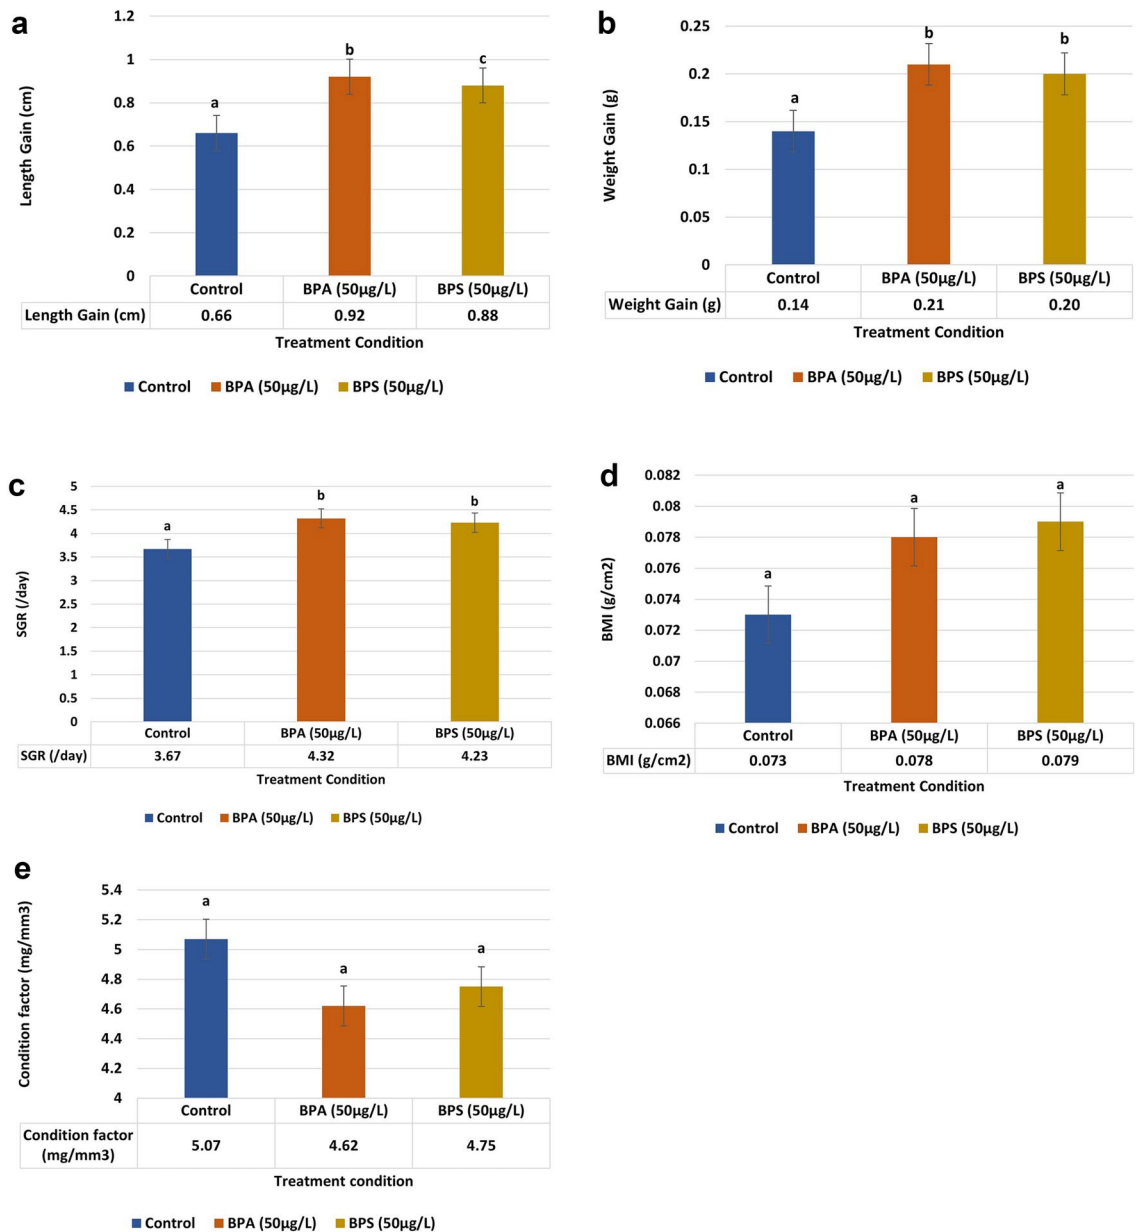 a
1.2
1
0.8
0.6
0.4
0.2
0
Length Gain (cm)
a
b
c
Control BPA (50µg/L) BPS (50µg/L)
Length Gain (cm) 0.66 0.92 0.88
Treatment Condition
Control BPA (50µg/L) BPS (50µg/L)
b
0.25
0.2
0.15
0.1
0.05
0
Weight Gain (g)
a
b
b
Control BPA (50µg/L) BPS (50µg/L)
Weight Gain (g) 0.14 0.21 0.20
Treatment Condition
Control BPA (50µg/L) BPS (50µg/L)
c
5
4.5
4
3.5
3
2.5
2
1.5
1
0.5
0
SGR (/day)
a
b
b
Control BPA (50µg/L) BPS (50µg/L)
SGR (/day) 3.67 4.32 4.23
Treatment Condition
Control BPA (50µg/L) BPS (50µg/L)
d
0.082
0.08
0.078
0.076
0.074
0.072
0.07
0.068
0.066
BMI (g/cm2)
a
a
a
Control BPA (50µg/L) BPS (50µg/L)
BMI (g/cm2) 0.073 0.078 0.079
Treatment Condition
Control BPA (50µg/L) BPS (50µg/L)
e
5.4
5.2
5
4.8
4.6
4.4
4.2
4
Condition factor (mg/mm3)
a
a
a
Control BPA (50µg/L) BPS (50µg/L)
Condition factor
(mg/mm3) 5.07 4.62 4.75
Treatment condition
Control BPA (50µg/L) BPS (50µg/L)